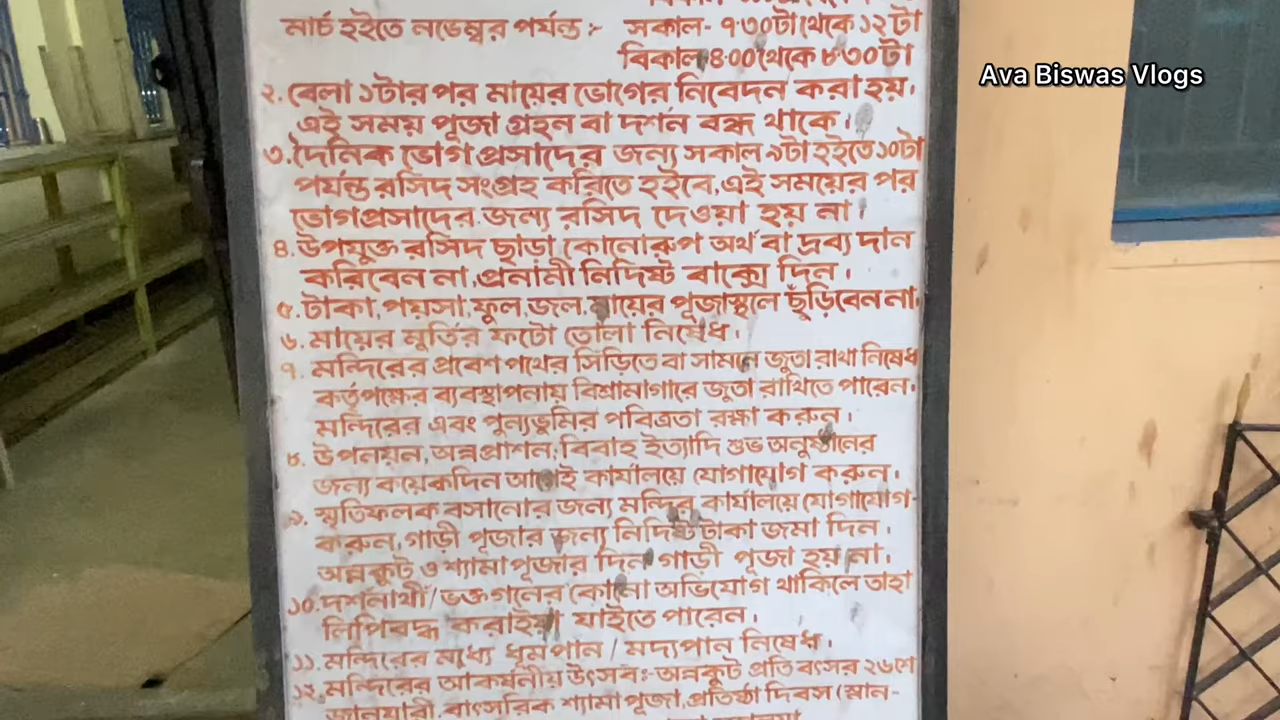 মার্চ হইতে নভেম্বর পর্যন্ত :- সকাল- ৭·৩০টা থেকে ১২টা
বিকাল ৪·০০ থেকে ৮·৩০টা
Ava Biswas Vlogs
২. বেলা ১টার পর মায়ের ভোগের নিবেদন করা হয়।
এই সময় পূজা গ্রহন বা দর্শন বন্ধ থাকে।
৩. দৈনিক ভোগ প্রসাদের জন্য সকাল ৯টা হইতে ১০টা
পর্যন্ত রসিদ সংগ্রহ করিতে হইবে, এই সময়ের পর
ভোগপ্রসাদের জন্য রসিদ দেওয়া হয় না।
৪. উপযুক্ত রসিদ ছাড়া কোনোরূপ অর্থ বা দ্রব্য দান
করিবেন না, প্রনামী নিদিষ্ট বাক্সে দিন।
৫. টাকা, পয়সা, ফুল, জল, মায়ের পূজাস্থলে ছুঁড়িবেন না।
৬. মায়ের মুর্তির ফটো তোলা নিষেধ।
৭. মন্দিরের প্রবেশ পথের সিঁড়িতে বা সামনে জুতা রাখা নিষেধ
কর্তৃপক্ষের ব্যবস্থাপনায় বিশ্রামাগারে জুতা রাখিতে পারেন।
মন্দিরের এবং পুন্যভুমির পবিত্রতা রক্ষা করুন।
৮. উপনয়ন, অন্নপ্রাশন, বিবাহ ইত্যাদি শুভ অনুষ্ঠানের
জন্য কয়েকদিন আগেই কার্যালয়ে যোগাযোগ করুন।
৯. স্মৃতিফলক বসানোর জন্য মন্দির কার্যালয়ে যোগাযোগ-
করুন, গাড়ী পূজার জন্য নিদিষ্ট টাকা জমা দিন।
অন্নকুট ও শ্যামা পূজার দিন গাড়ী পূজা হয় না।
১০. দর্শনার্থী/ভক্তগনের কোনো অভিযোগ থাকিলে তাহা
লিপিবদ্ধ করাইয়া যাইতে পারেন।
১১. মন্দিরের মধ্যে ধূমপান / মদ্যপান নিষেধ।
১২. মন্দিরের আকর্ষনীয় উৎসব:- অন্নকুট প্রতি বৎসর ২৬শে
জানুয়ারী, বাৎসরিক শ্যামা পূজা, প্রতিষ্ঠা দিবস (স্নান-